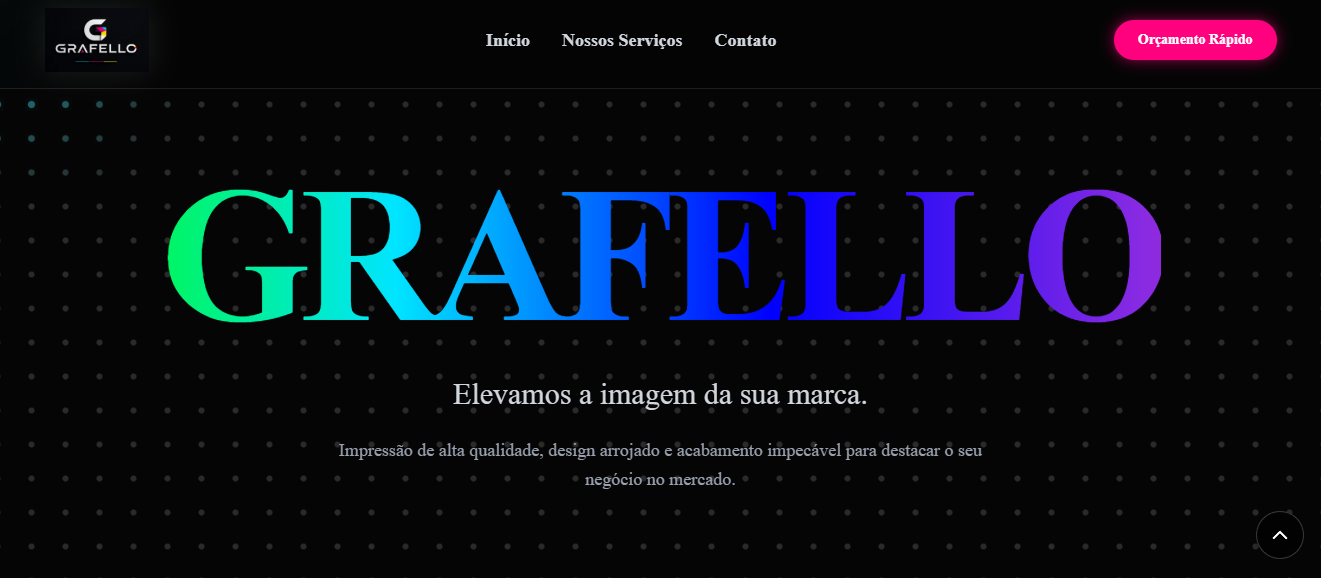 GRAFELLO
Início
Nossos Serviços
Contato
Orçamento Rápido
GRAFELLO
Elevamos a imagem da sua marca.
Impressão de alta qualidade, design arrojado e acabamento impecável para destacar o seu
negócio no mercado.